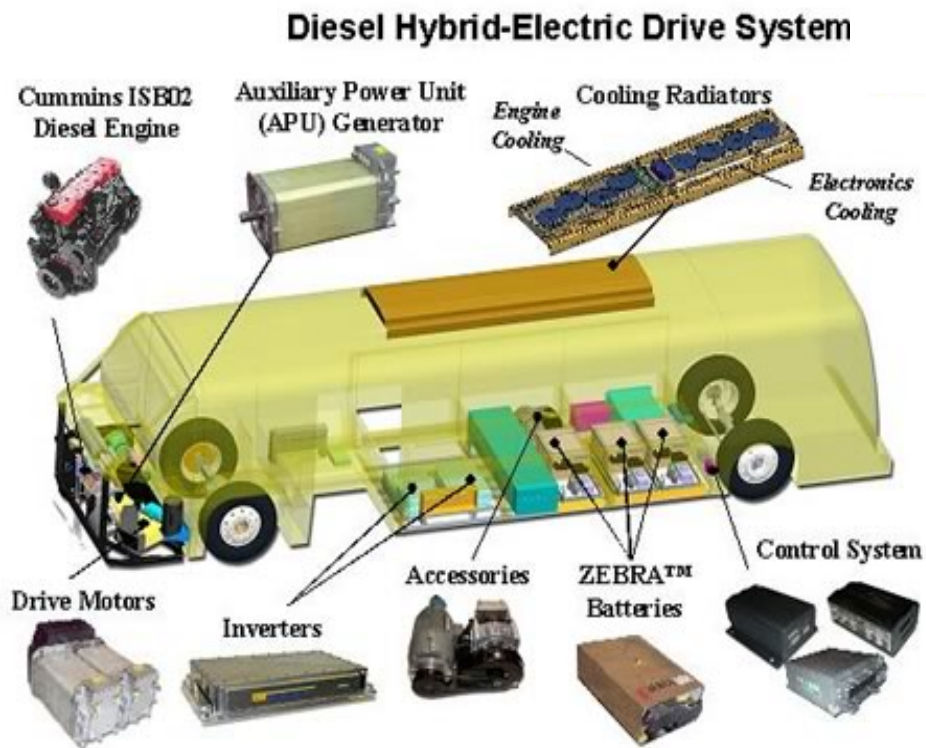 Diesel Hybrid-Electric Drive System
Cummins ISB02
Diesel Engine
Auxiliary Power Unit
(APU) Generator
Cooling Radiators
Engine
Cooling
Electronics
Cooling
Drive Motors
Inverters
Accessories
ZEBRA™
Batteries
Control System